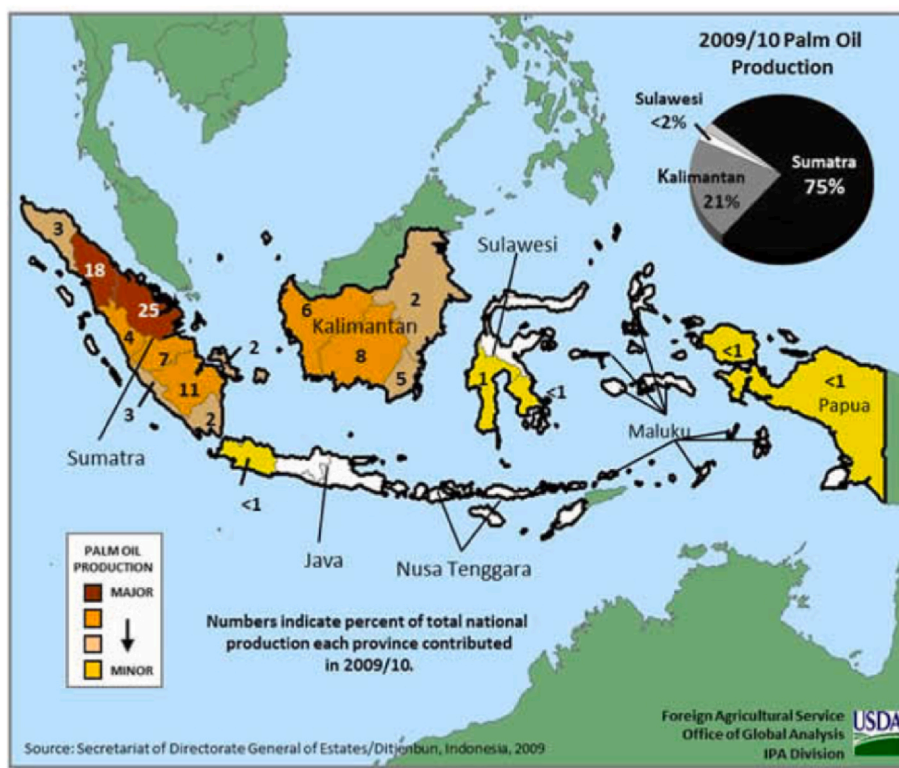 2009/10 Palm Oil
Production
Sulawesi
<2%
Sumatra
75%
Kalimantan
21%
3
18
25
4
7
11
2
3
2
Sumatra
6
Kalimantan
2
8
5
Sulawesi
1
<1
<1
<1
Papua
Maluku
<1
Java
Nusa Tenggara
PALM OIL
PRODUCTION
MAJOR
MINOR
Numbers indicate percent of total national
production each province contributed
in 2009/10.
Foreign Agricultural Service
Office of Global Analysis
IPA Division
USDA
Source: Secretariat of Directorate General of Estates/Ditjenbun, Indonesia, 2009